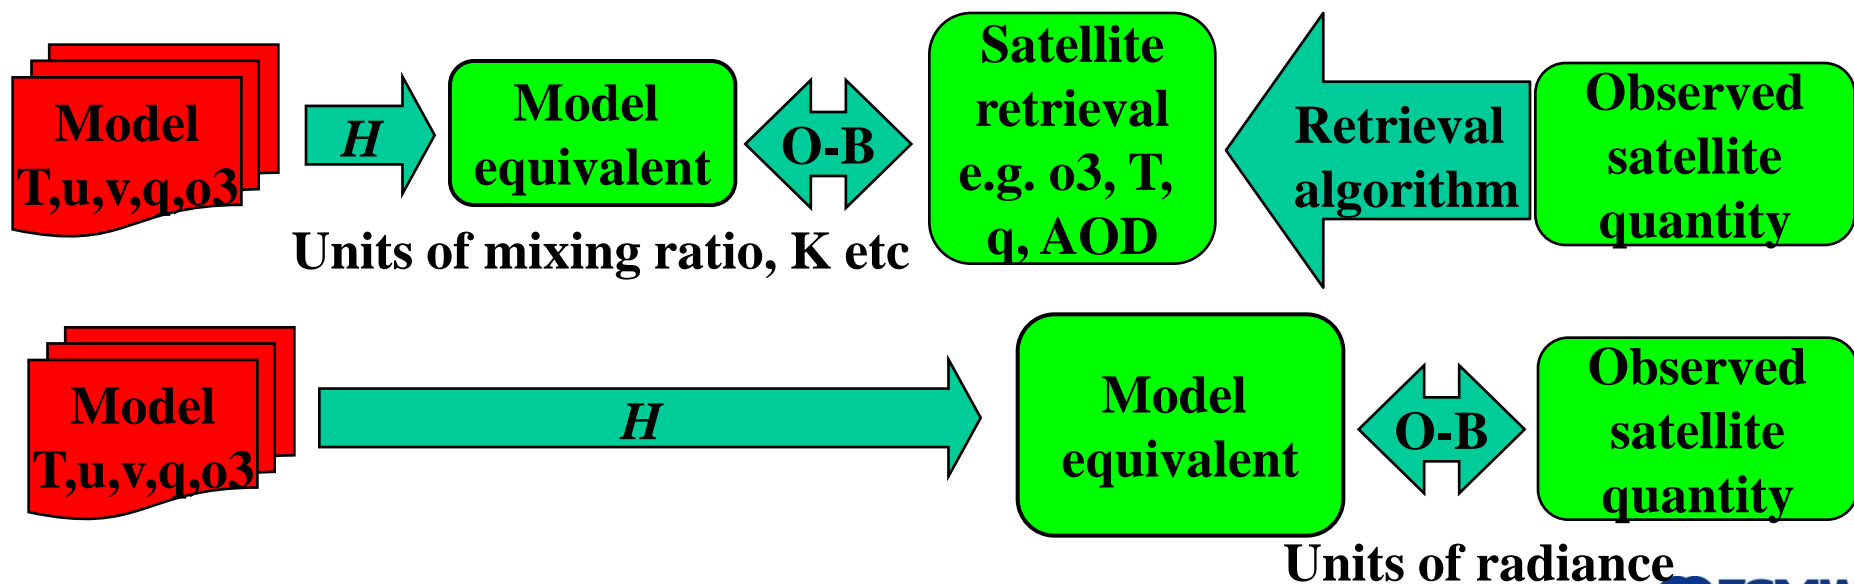 Model
T,u,v,q,o3
H
Model
equivalent
O-B
Satellite
retrieval
e.g. o3, T,
q, AOD
Retrieval
algorithm
Observed
satellite
quantity
Units of mixing ratio, K etc
Model
T,u,v,q,o3
H
Model
equivalent
O-B
Observed
satellite
quantity
Units of radiance